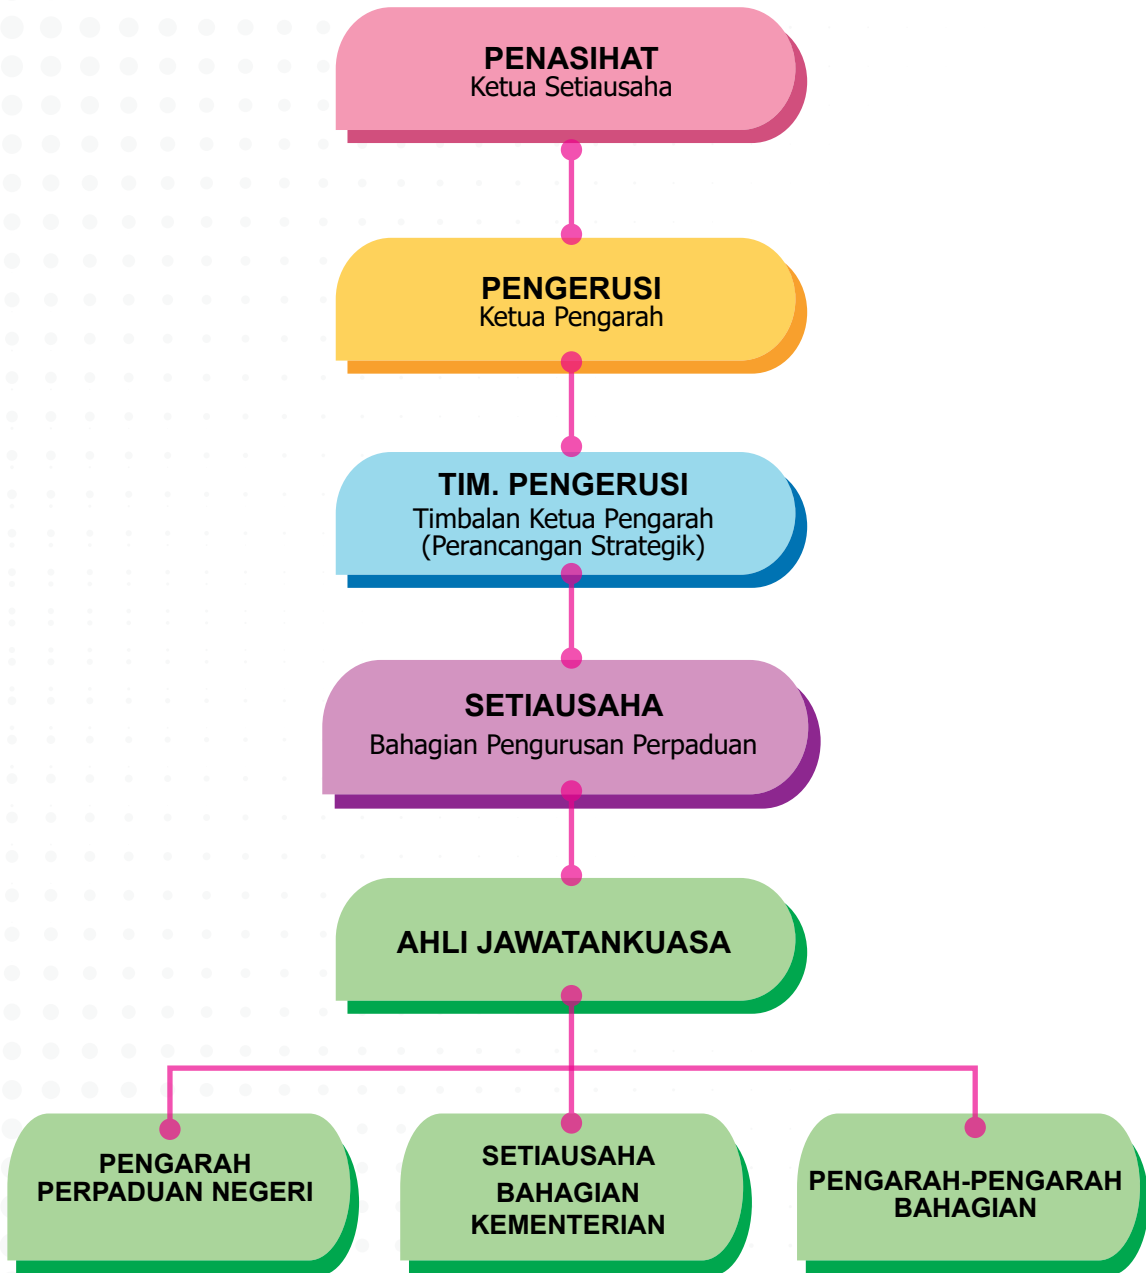 PENASIHAT
Ketua Setiausaha
PENGERUSI
Ketua Pengarah
TIM. PENGERUSI
Timbalan Ketua Pengarah
(Perancangan Strategik)
SETIAUSAHA
Bahagian Pengurusan Perpaduan
AHLI JAWATANKUASA
PENGARAH
PERPADUAN NEGERI
SETIAUSAHA
BAHAGIAN
KEMENTERIAN
PENGARAH-PENGARAH
BAHAGIAN